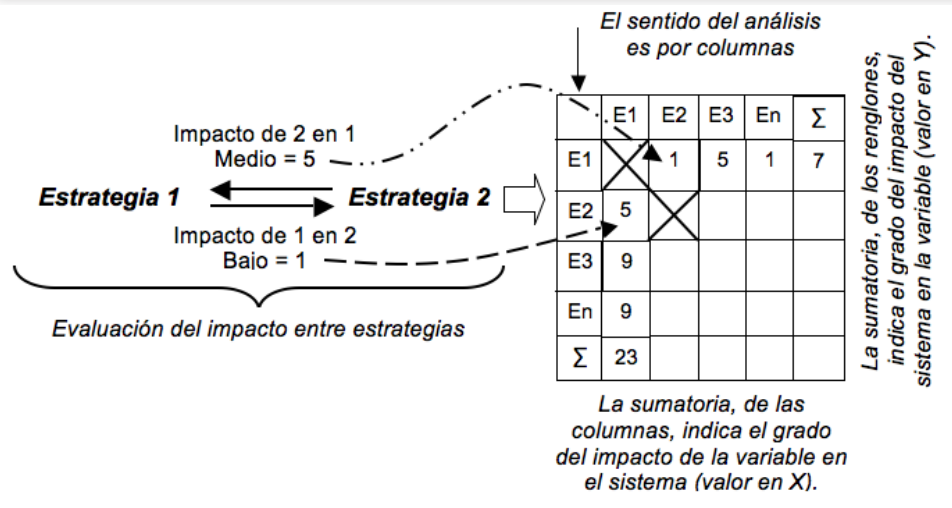 El sentido del análisis
es por columnas
Impacto de 2 en 1
Medio = 5
Estrategia 1
Estrategia 2
Impacto de 1 en 2
Bajo = 1
Evaluación del impacto entre estrategias
E1 E2 E3 En Σ
E1 1 5 1 7
E2 5
E3 9
En 9
Σ 23
La sumatoria, de las
columnas, indica el grado
del impacto de la variable en
el sistema (valor en X).
La sumatoria, de los renglones,
indica el grado del impacto del
sistema en la variable (valor en Y).